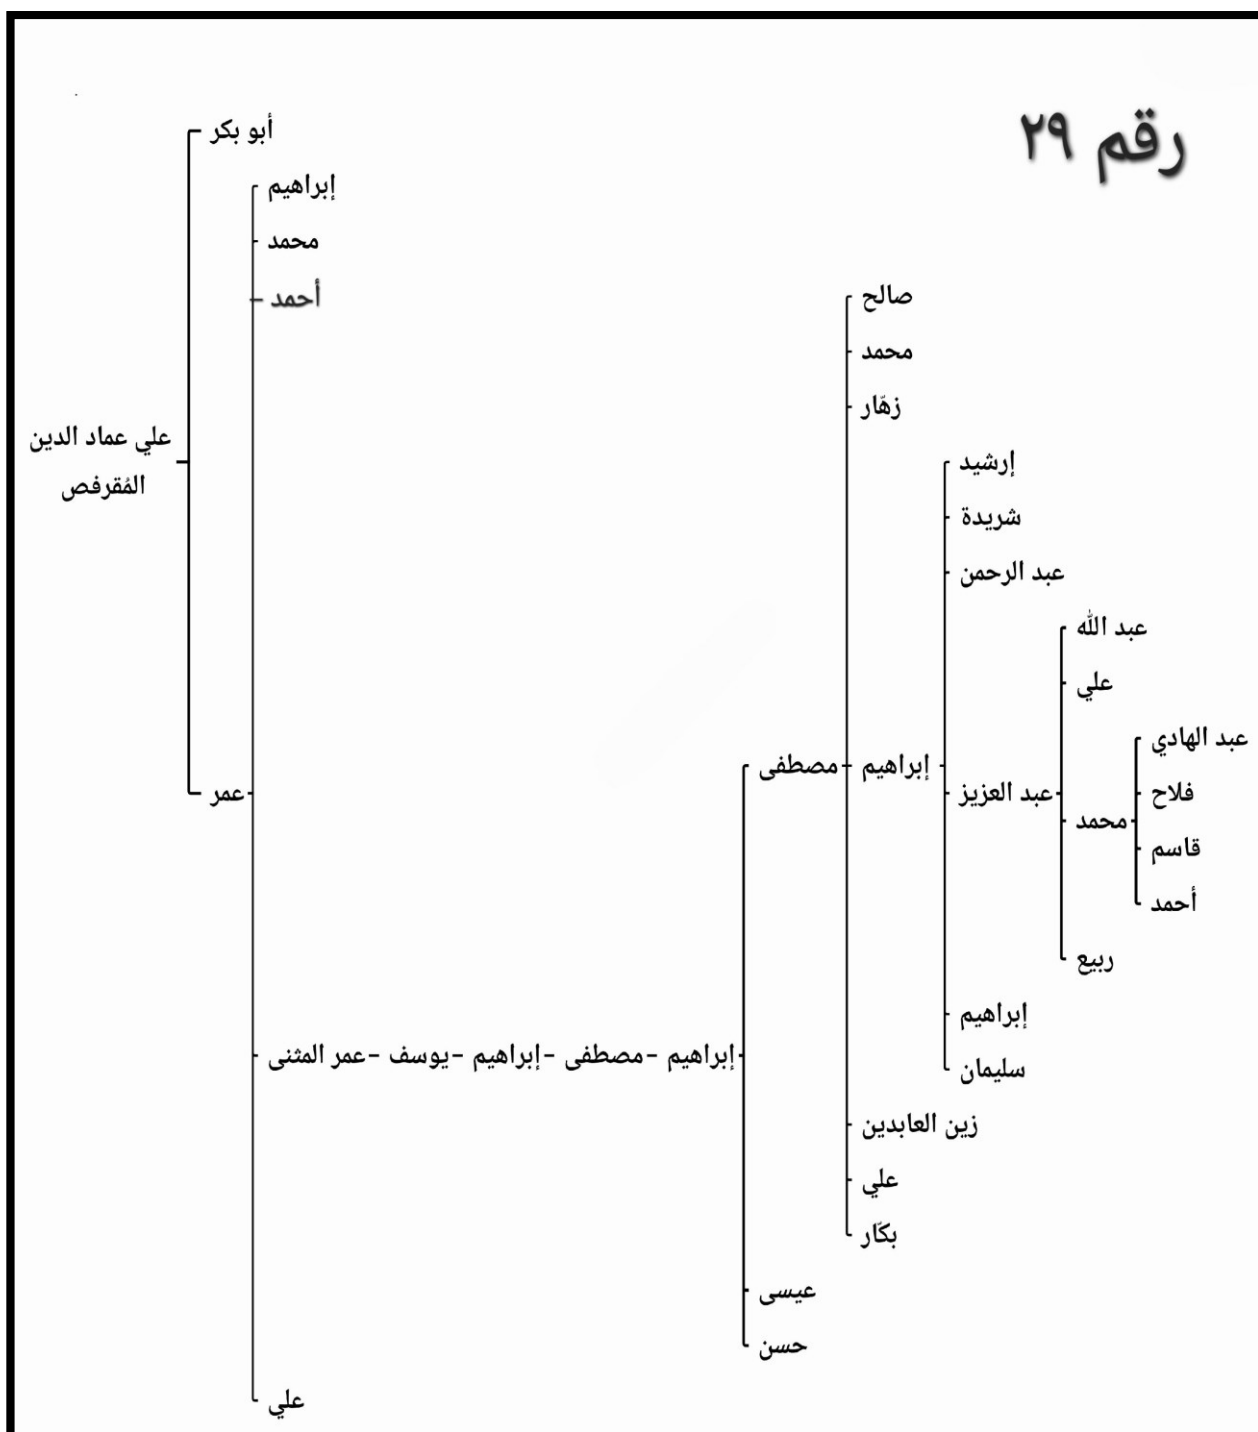 رقم ٢٩
أبو بكر
إبراهيم
محمد
أحمد
صالح
محمد
زهّار
علي عماد الدين
المُقرفص
إرشيد
شريدة
عبد الرحمن
عبد الله
علي
عبد الهادي
مصطفى
إبراهيم
عمر
عبد العزيز
فلاح
محمد
قاسم
أحمد
ربيع
إبراهيم
عمر المثنى – يوسف – إبراهيم – مصطفى – إبراهيم
سليمان
زين العابدين
علي
بكّار
عيسى
حسن
علي